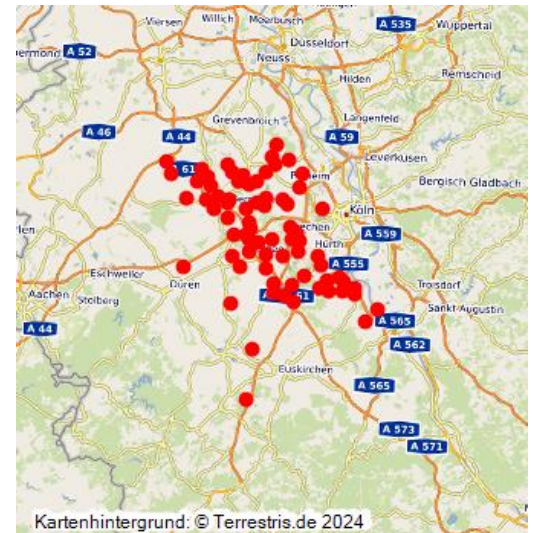 Viersen
Willich
Meerbusch
A 535
Wuppertal
A 52
Düsseldorf
Neuss
Remscheid
Hilden
Grevenbroich
Langenfeld
A 46
A 44
A 59
Leverkusen
Bergisch Gladbach
Köln
A 559
Hürth
A 555
Eschweiler
Düren
Troisdorf
Aachen
Stolberg
Sankt Augustin
A 565
A 44
A 562
Euskirchen
A 565
A 573
A 571
Kartenhintergrund: © Terrestris.de 2024